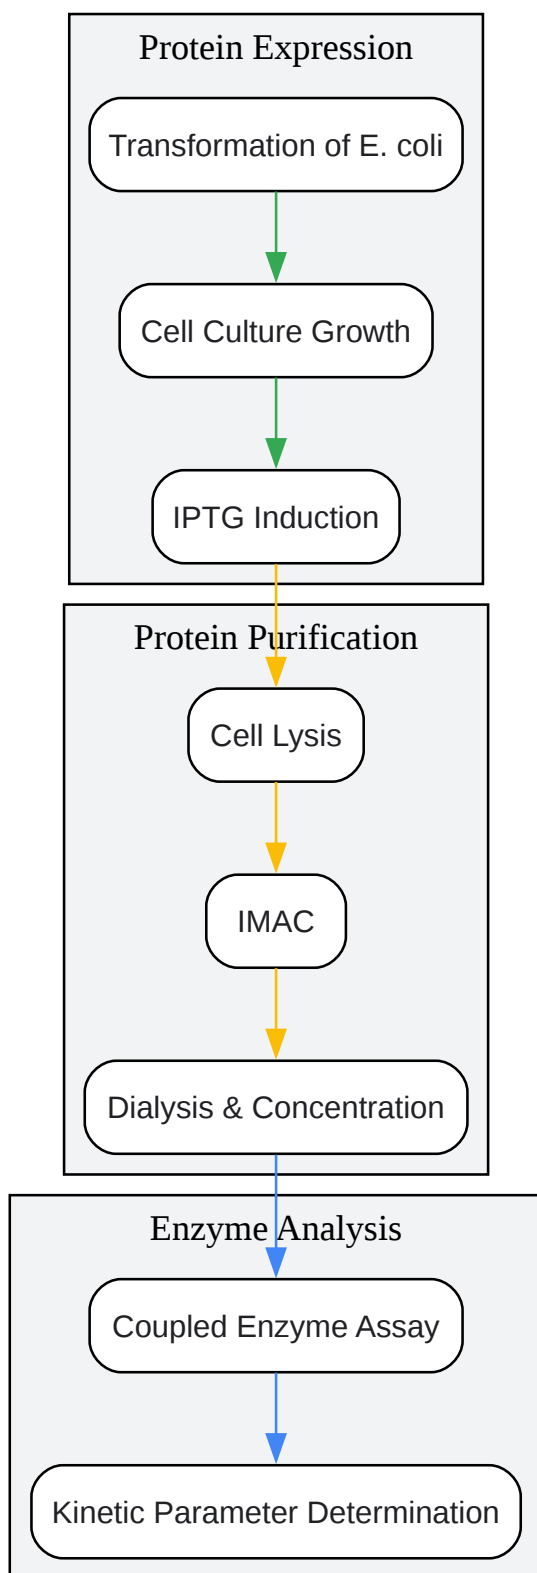 Protein Expression
Transformation of E. coli
Cell Culture Growth
IPTG Induction
Protein Purification
Cell Lysis
IMAC
Dialysis & Concentration
Enzyme Analysis
Coupled Enzyme Assay
Kinetic Parameter Determination